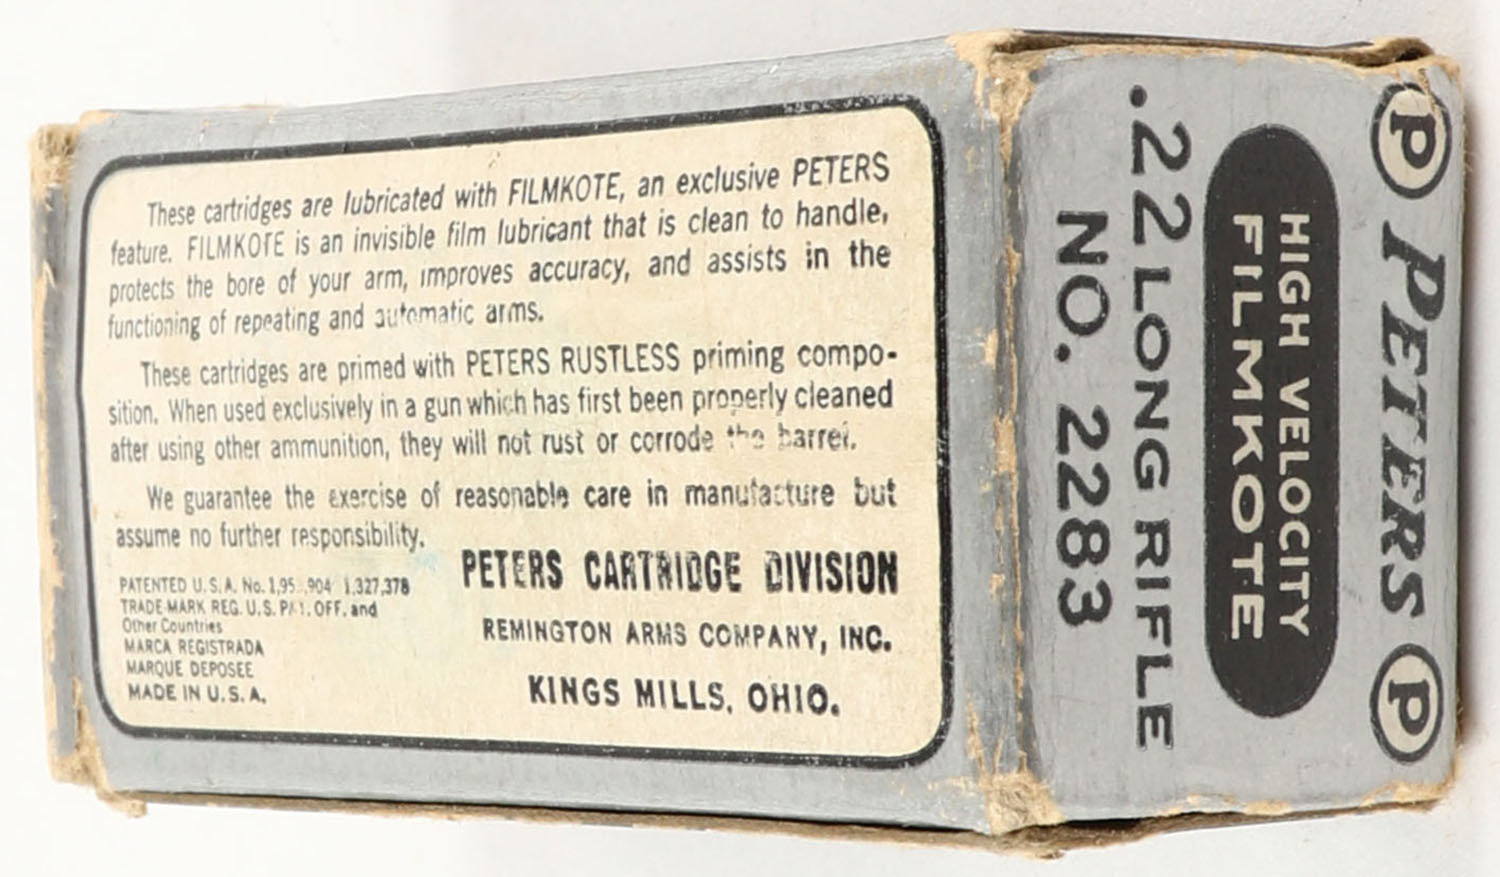 These cartridges are lubricated with FILMKOTE, an exclusive PETERS
feature. FILMKOTE is an invisible film lubricant that is clean to handle,
protects the bore of your arm, improves accuracy, and assists in the
functioning of repeating and automatic arms.
These cartridges are primed with PETERS RUSTLESS priming compo-
sition. When used exclusively in a gun which has first been properly cleaned
after using other ammunition, they will not rust or corrode the barrel.
We guarantee the exercise of reasonable care in manufacture but
assume no further responsibility.
PATENTED U.S.A. No. 1,327,378
TRADE-MARK REG. U.S. PAT. OFF. and
Other Countries
MARCA REGISTRADA
MARQUE DEPOSEE
MADE IN U.S.A.
PETERS CARTRIDGE DIVISION
REMINGTON ARMS COMPANY, INC.
KINGS MILLS, OHIO.
P PETERS P
HIGH VELOCITY
FILMKOTE
.22 LONG RIFLE
NO. 2283